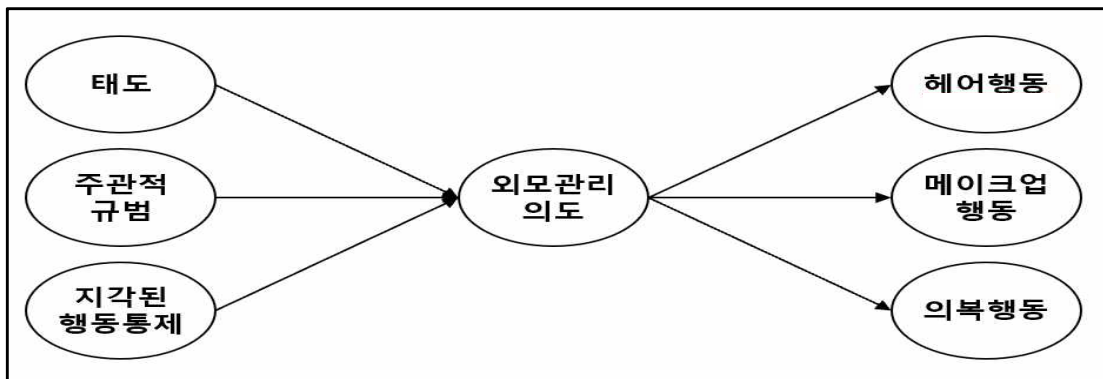 태도
주관적
규범
지각된
행동통제
외모관리
의도
헤어행동
메이크업
행동
의복행동